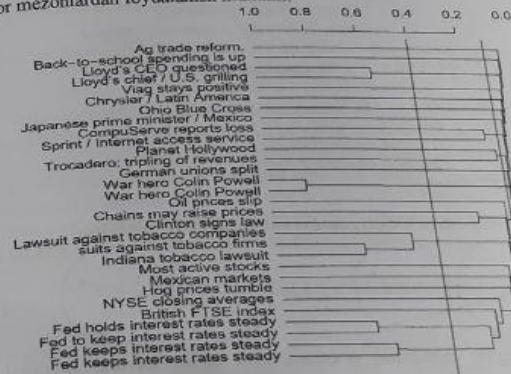 mezonlardan
1.0 0.8 0.6 0.4 0.2 0.0
Ag trade reform.
Back-to-school spending is up
Lloyd's CEO questioned
Lloyd's chief / U.S. grilling
Viag stays positive
Chrysler / Latin America
Ohio Blue Cross
Japanese prime minister / Mexico
CompuServe reports loss
Sprint / Internet access service
Planet Hollywood
Trocadero: tripling of revenues
German unions split
War hero Colin Powell
War hero Colin Powell
Oil prices slip
Chains may raise prices
Clinton signs law
Lawsuit against tobacco companies
suits against tobacco firms
Indiana tobacco lawsuit
Most active stocks
Mexican markets
Hog prices tumble
NYSE closing averages
British FTSE index
Fed holds interest rates steady
Fed to keep interest rates steady
Fed keeps interest rates steady
Fed keeps interest rates steady